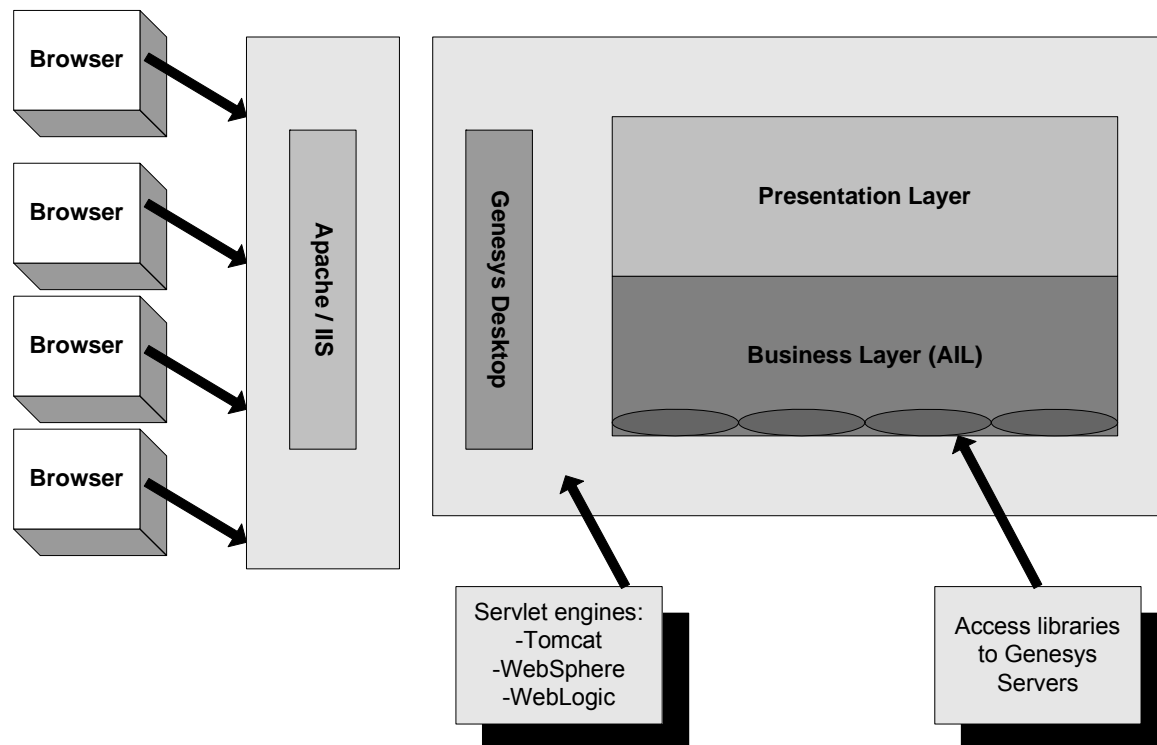 Browser
Browser
Browser
Browser
Apache / IIS
Genesys Desktop
Presentation Layer
Business Layer (AIL)
Servlet engines:
-Tomcat
-WebSphere
-WebLogic
Access libraries
to Genesys
Servers